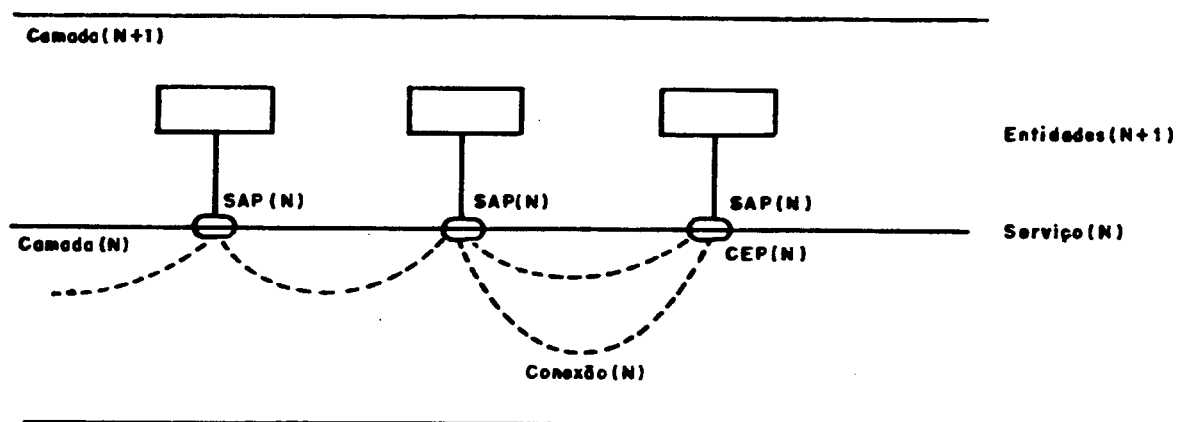 Camada(N+1)
Entidades(N+1)
SAP(N)
SAP(N)
SAP(N)
Camada(N)
Serviço(N)
CEP(N)
Conexão(N)